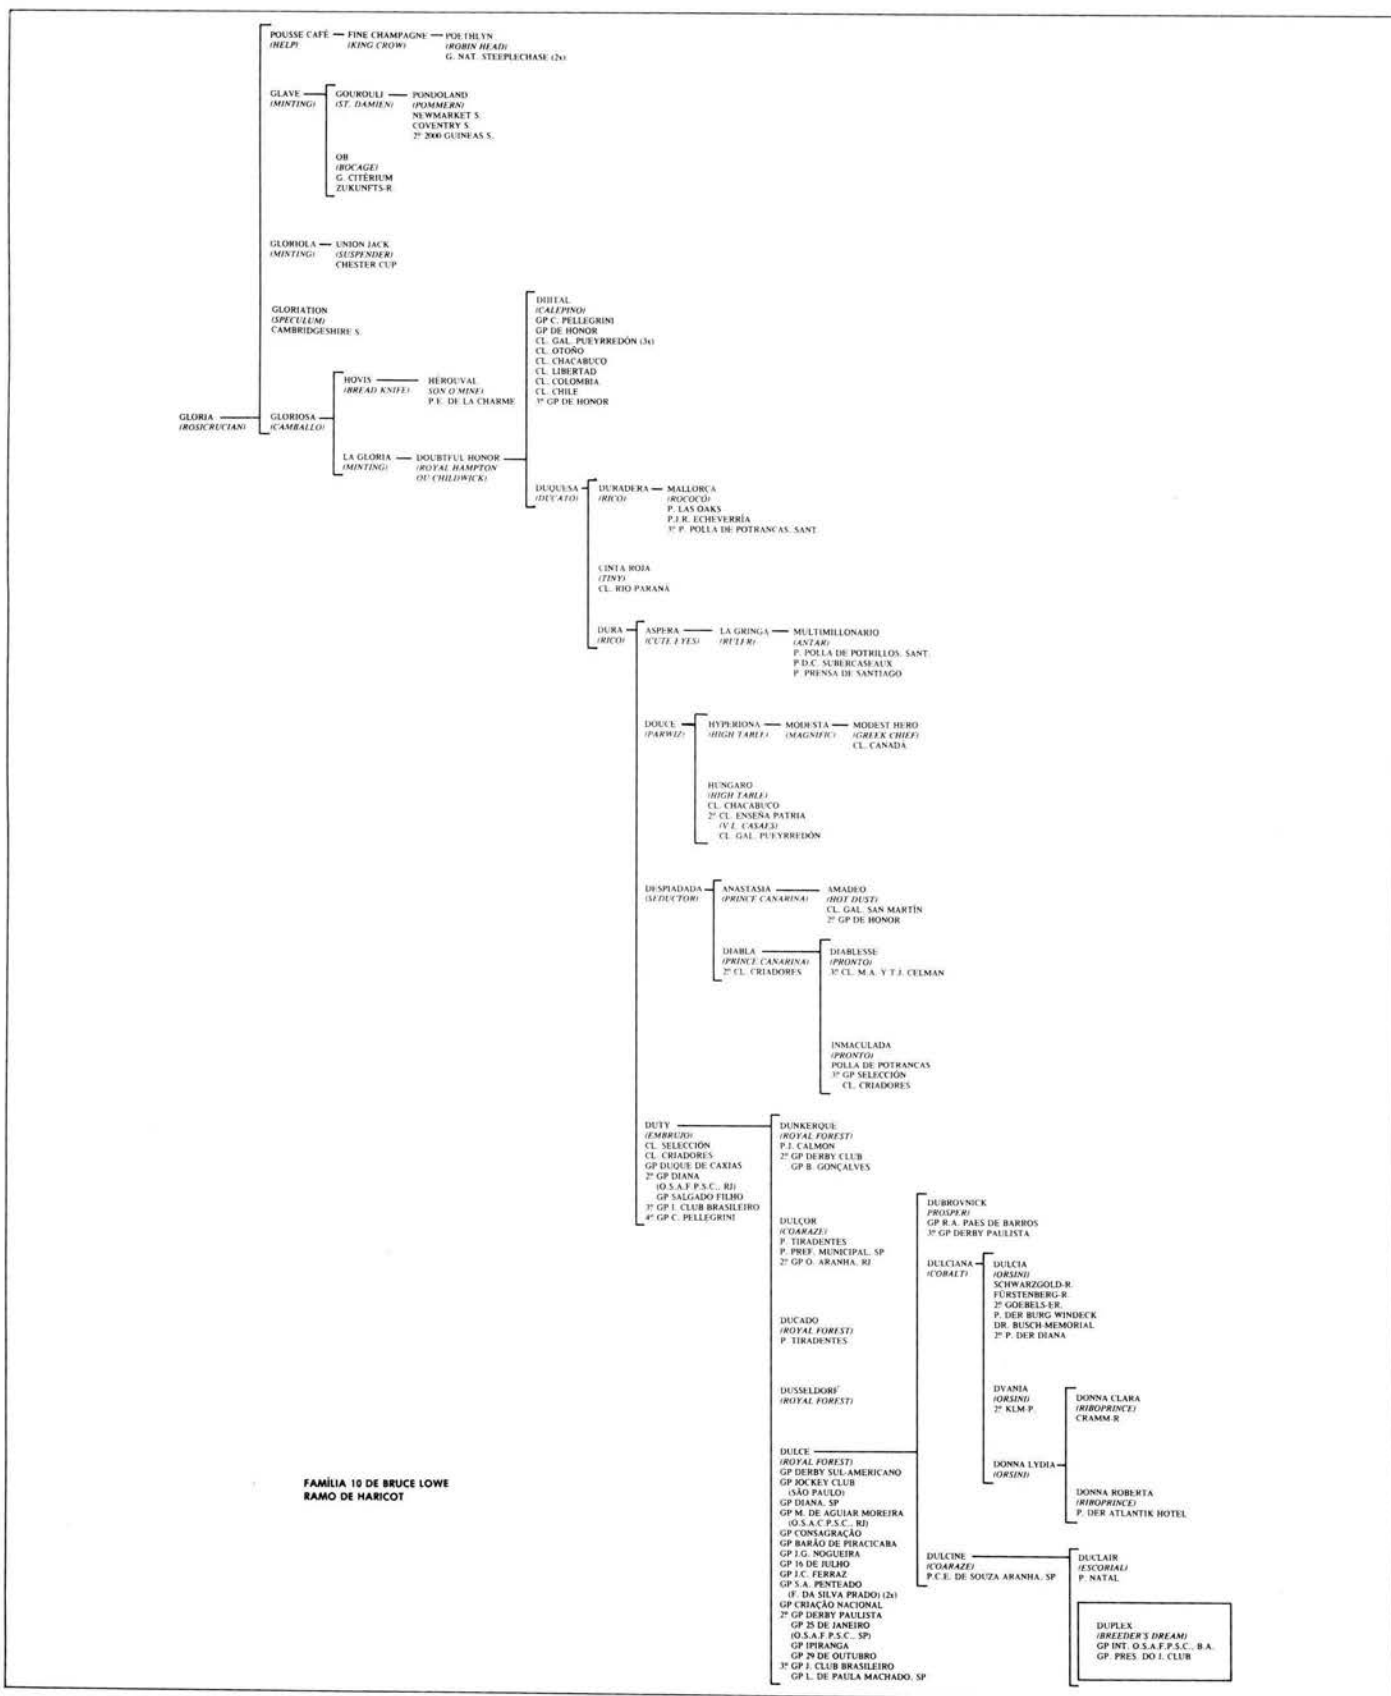 POUSSE CAFÉ — FINE CHAMPAGNE — POETHLYN
(HELP) (KING CROW) (ROBIN HEAD)
G. NAT. STEEPLECHASE (2x)
GLAVE — GOUROULI — PONDOLAND
(MINTING) (ST. DAMIEN) (POMMERN)
NEWMARKET S.
COVENTRY S.
2º 2000 GUINEAS S.
OB
(BOCAGE)
G. CITÉRIUM
ZUKUNFTS-R
GLORIOLA — UNION JACK
(MINTING) (SUSPENDER)
CHESTER CUP
GLORIATION
(SPECULUM)
CAMBRIDGESHIRE S.
GLORIA
(ROSICRUCIAN)
GLORIOSA
(CAMBALLO)
HOVIS — HÉROUVAL
(BREAD KNIFE) SON O'MINE)
P.E. DE LA CHARME
LA GLORIA — DOUBTFUL HONOR
(MINTING) (ROYAL HAMPTON
OU CHILDWICK)
DIJITAL
(CALEPINO)
GP C. PELLEGRINI
GP DE HONOR
CL. GAL. PUEYRREDÓN (3x)
CL. OTOÑO
CL. CHACABUCO
CL. LIBERTAD
CL. COLOMBIA
CL. CHILE
3º GP DE HONOR
DUQUESA
(DUCATO)
DURADERA — MALLORCA
(RICO) (ROCOCÓ)
P. LAS OAKS
P.J.R. ECHEVERRÍA
3º P. POLLA DE POTRANCAS, SANT.
CINTA ROJA
(TINY)
CL. RIO PARANÁ
DURA
(RICO)
ASPERA — LA GRINGA — MULTIMILLONARIO
(CUTE EYES) (RULER) (ANTAR)
P. POLLA DE POTRILLOS, SANT.
P.D.C. SUBERCASEAUX
P. PRENSA DE SANTIAGO
DOUCE
(PARWIZ)
HYPERIONA — MODESTA — MODEST HERO
(HIGH TABLE) (MAGNIFIC) (GREEK CHIEF)
CL. CANADÁ
HUNGARO
(HIGH TABLE)
CL. CHACABUCO
2º CL. ENSEÑA PATRIA
(V.L. CASAES)
CL. GAL. PUEYRREDÓN
DESPIADADA
(SEDUCTOR)
ANASTASIA — AMADEO
(PRINCE CANARINA) (HOT DUST)
CL. GAL. SAN MARTÍN
2º GP DE HONOR
DIABLA
(PRINCE CANARINA)
2º CL. CRIADORES
DIABLESSE
(PRONTO)
3º CL. M.A. Y T.J. CELMAN
INMACULADA
(PRONTO)
POLLA DE POTRANCAS
3º GP SELECCIÓN
CL. CRIADORES
DUTY
(EMBRUJO)
CL. SELECCIÓN
CL. CRIADORES
GP DUQUE DE CAXIAS
2º GP DIANA
(O.S.A.F.P.S.C., RJ)
GP SALGADO FILHO
3º GP J. CLUB BRASILEIRO
4º GP C. PELLEGRINI
DUNKERQUE
(ROYAL FOREST)
P.J. CALMON
2º GP DERBY CLUB
GP B. GONÇALVES
DULÇOR
(COARAZE)
P. TIRADENTES
P. PREF. MUNICIPAL, SP
2º GP O. ARANHA, RJ
DUCADO
(ROYAL FOREST)
P. TIRADENTES
DUSSELDORF
(ROYAL FOREST)
DULCE
(ROYAL FOREST)
GP DERBY SUL-AMERICANO
GP JOCKEY CLUB
(SÃO PAULO)
GP DIANA, SP
GP M. DE AGUIAR MOREIRA
(O.S.A.C.P.S.C., RJ)
GP CONSAGRAÇÃO
GP BARÃO DE PIRACICABA
GP J.G. NOGUEIRA
GP 16 DE JULHO
GP J.C. FERRAZ
GP S.A. PENTEADO
(F. DA SILVA PRADO) (2x)
GP CRIAÇÃO NACIONAL
2º GP DERBY PAULISTA
GP 25 DE JANEIRO
(O.S.A.F.P.S.C., SP)
GP IPIRANGA
GP 29 DE OUTUBRO
3º GP J. CLUB BRASILEIRO
GP L. DE PAULA MACHADO, SP
DUBROVNICK
PROSPER)
GP R.A. PAES DE BARROS
3º GP DERBY PAULISTA
DULCIANA
(COBALT)
DULCIA
(ORSINI)
SCHWARZGOLD-R.
FÜRSTENBERG-R.
2º GOEBELS-ER.
P. DER BURG WINDECK
DR. BUSCH-MEMORIAL
2º P. DER DIANA
DVANIA
(ORSINI)
2º KLM-P.
DONNA LYDIA
(ORSINI)
DONNA CLARA
(RIBOPRINCE)
CRAMM-R
DONNA ROBERTA
(RIBOPRINCE)
P. DER ATLANTIK HOTEL
DULCINE
(COARAZE)
P.C.E. DE SOUZA ARANHA, SP
DUCLAIR
(ESCORIAL)
P. NATAL
DUPLEX
(BREEDER'S DREAM)
GP INT. O.S.A.F.P.S.C., B.A.
GP. PRES. DO J. CLUB
FAMÍLIA 10 DE BRUCE LOWE
RAMO DE HARICOT